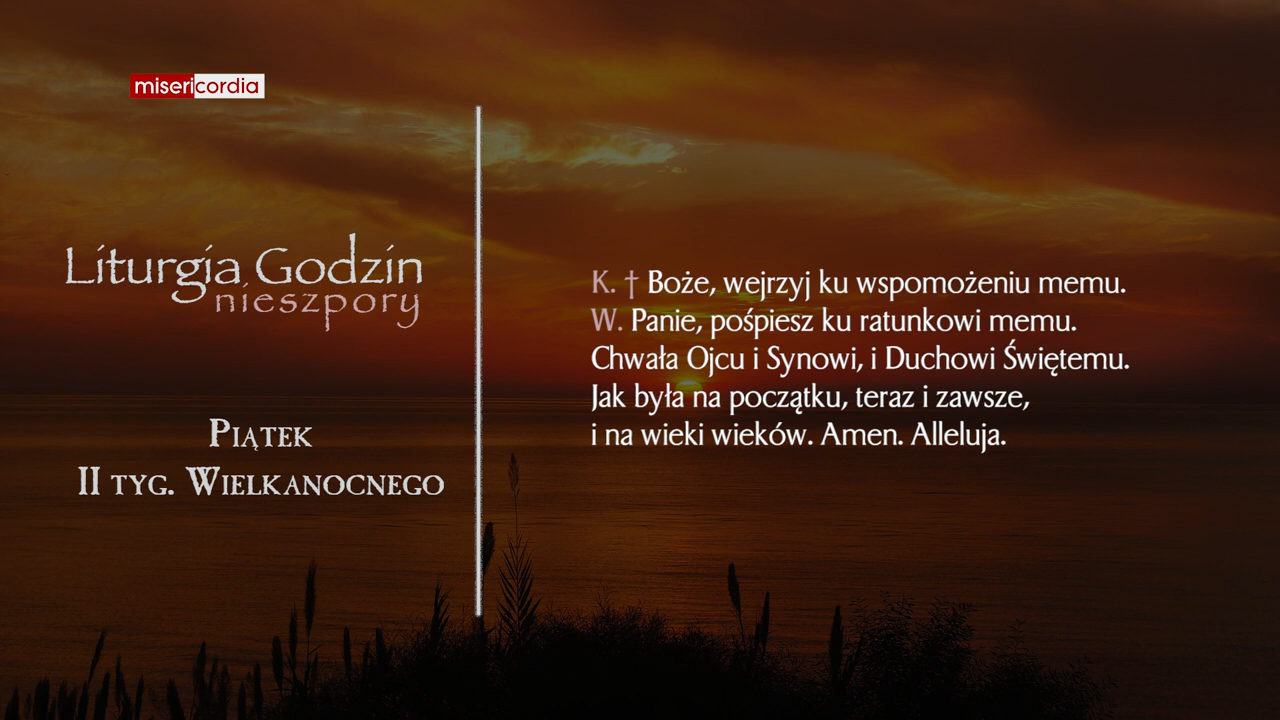 misericordia
Liturgia Godzin
nieszpory
Piątek
II tyg. Wielkanocnego
K. † Boże, wejrzyj ku wspomożeniu memu.
W. Panie, pośpiesz ku ratunkowi memu.
Chwała Ojcu i Synowi, i Duchowi Świętemu.
Jak była na początku, teraz i zawsze,
i na wieki wieków. Amen. Alleluja.